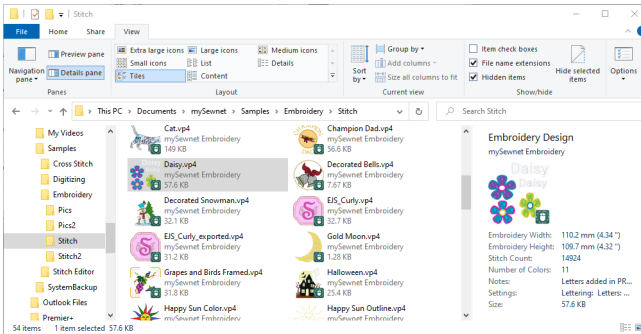 Stitch
File Home Share View
Navigation pane
Preview pane
Details pane
Panes
Extra large icons Large icons Medium icons
Small icons List Details
Tiles Content
Layout
Sort by
Group by
Add columns
Size all columns to fit
Current view
Item check boxes
File name extensions
Hidden items
Hide selected items
Show/hide
Options
This PC > Documents > mySewnet > Samples > Embroidery > Stitch
Search Stitch
My Videos
Samples
Cross Stitch
Digitizing
Embroidery
Pics
Pics2
Stitch
Stitch2
Stitch Editor
SystemBackup
Outlook Files
Premier+
Cat.vp4
mySewnet Embroidery
149 KB
Champion Dad.vp4
mySewnet Embroidery
56.6 KB
Daisy.vp4
mySewnet Embroidery
57.6 KB
Decorated Bells.vp4
mySewnet Embroidery
7.67 KB
Decorated Snowman.vp4
mySewnet Embroidery
32.1 KB
EJS_Curly.vp4
mySewnet Embroidery
32.7 KB
EJS_Curly_exported.vp4
mySewnet Embroidery
31.2 KB
Gold Moon.vp4
mySewnet Embroidery
1.28 KB
Grapes and Birds Framed.vp4
mySewnet Embroidery
31.8 KB
Halloween.vp4
mySewnet Embroidery
25.4 KB
Happy Sun Color.vp4
mySewnet Embroidery
Happy Sun Outline.vp4
mySewnet Embroidery
Embroidery Design
mySewnet Embroidery
Daisy
Daisy
Embroidery Width: 110.2 mm (4.34 ")
Embroidery Height: 109.7 mm (4.32 ")
Stitch Count: 14924
Number of Colors: 11
Notes: Letters added in PR...
Settings: Lettering: Letters: ...
Size: 57.6 KB
54 items 1 item selected 57.6 KB